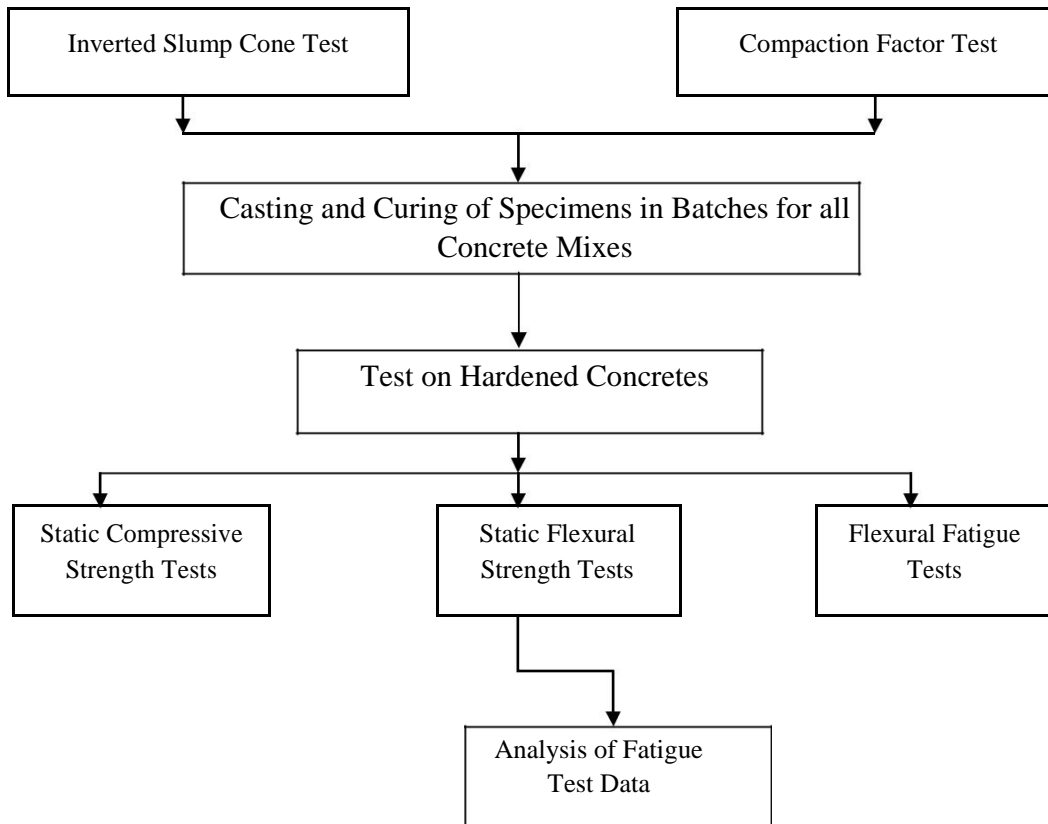 Inverted Slump Cone Test
Compaction Factor Test
Casting and Curing of Specimens in Batches for all
Concrete Mixes
Test on Hardened Concretes
Static Compressive
Strength Tests
Static Flexural
Strength Tests
Flexural Fatigue
Tests
Analysis of Fatigue
Test Data